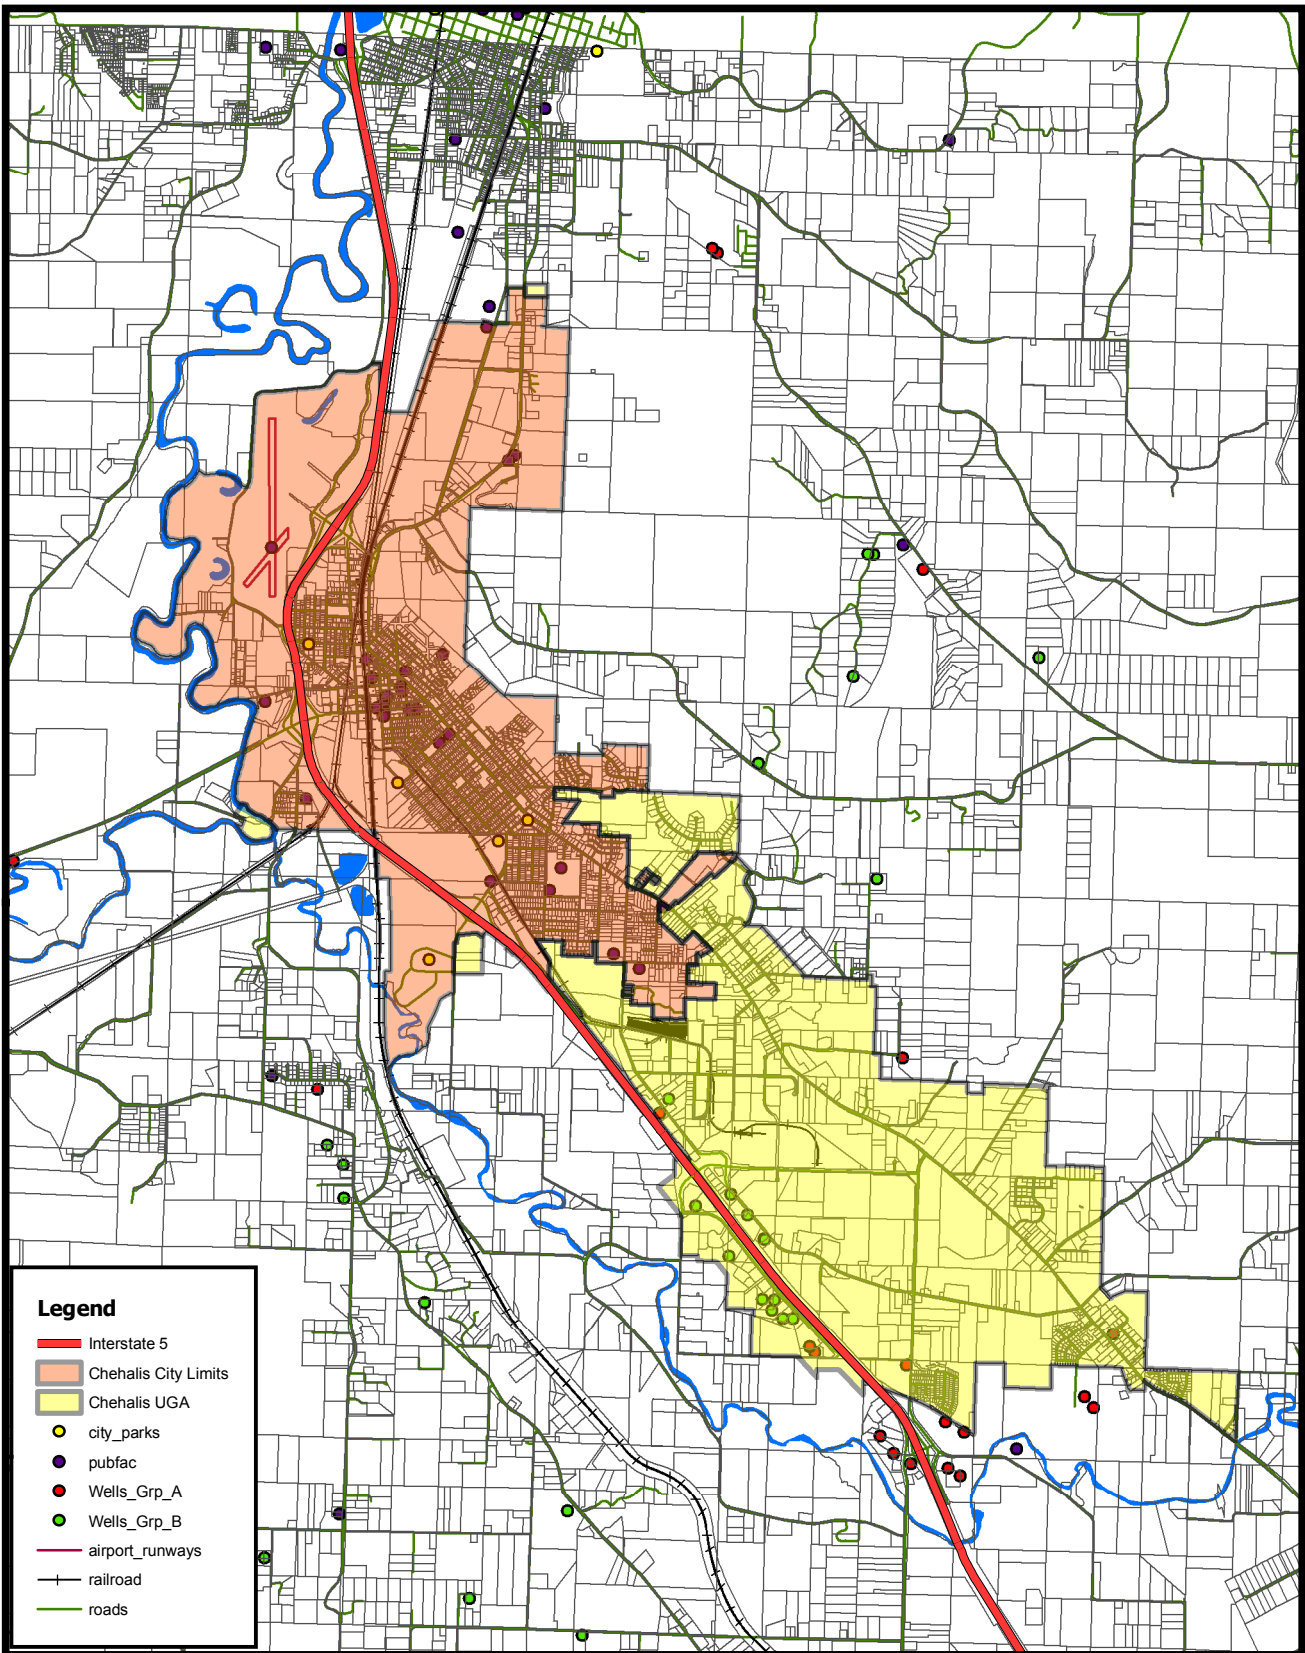 Legend
Interstate 5
Chehalis City Limits
Chehalis UGA
city_parks
pubfac
Wells_Grp_A
Wells_Grp_B
airport_runways
railroad
roads